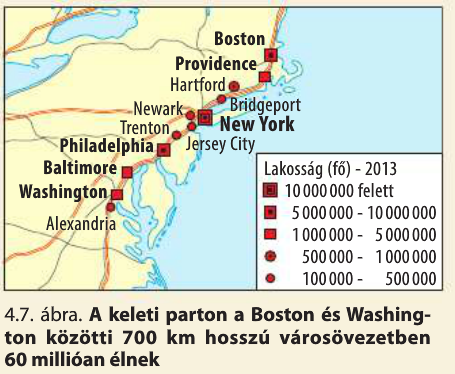 Boston
Providence
Hartford
Bridgeport
Newark
New York
Trenton
Jersey City
Philadelphia
Baltimore
Washington
Alexandria
Lakosság (fő) - 2013
10 000 000 felett
5 000 000 - 10 000 000
1 000 000 - 5 000 000
500 000 - 1 000 000
100 000 - 500 000
4.7. ábra. A keleti parton a Boston és Washing-
ton közötti 700 km hosszú városövezetben
60 millióan élnek